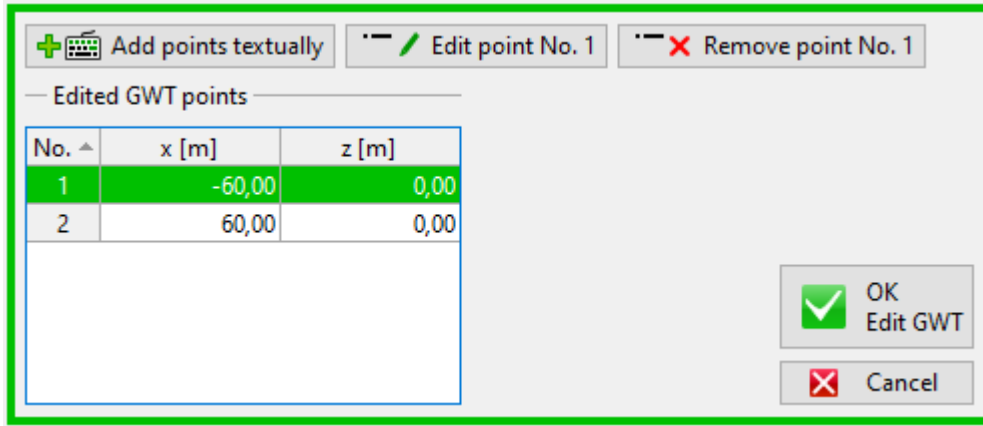 Add points textually Edit point No. 1 Remove point No. 1
Edited GWT points
No. x [m] z [m]
1 -60,00 0,00
2 60,00 0,00
OK
Edit GWT
Cancel